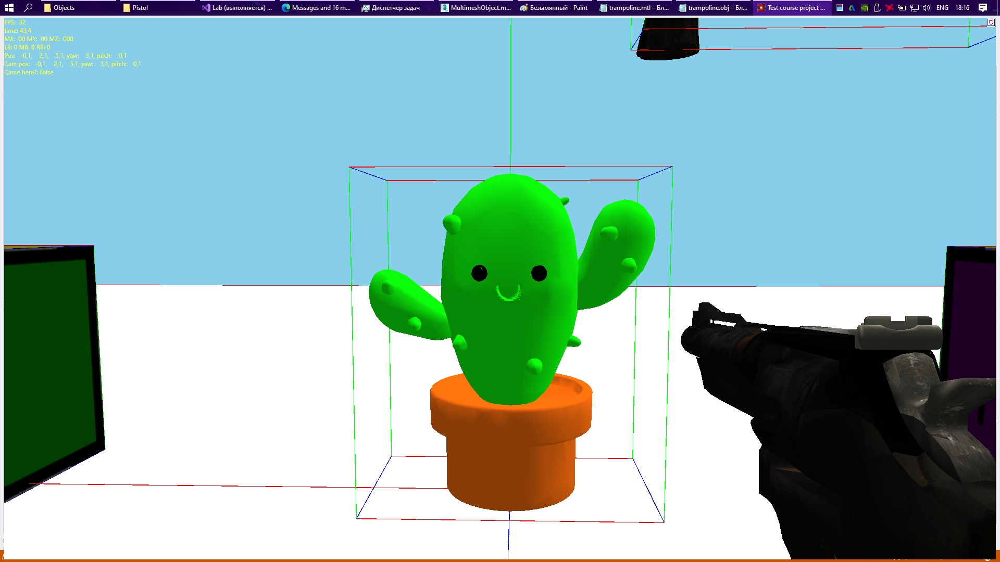 Objects
Pistol
Lab (выполняется) ...
Messages and 16 m...
Диспетчер задач
MultimeshObject.m...
Безымянный - Paint
trampoline.mtl – Бл...
trampoline.obj – Бл...
Test course project ...
ENG
18:16
FPS: 32
time: 43,4
MX: 00 MY: 00 MZ: 000
LB: 0 MB: 0 RB: 0
Pos: -0,1, 2,1, 5,1, yaw: 3,1, pitch: 0,1
Cam pos: -0,1, 2,1, 5,1, yaw: 3,1, pitch: 0,1
Came here?: False